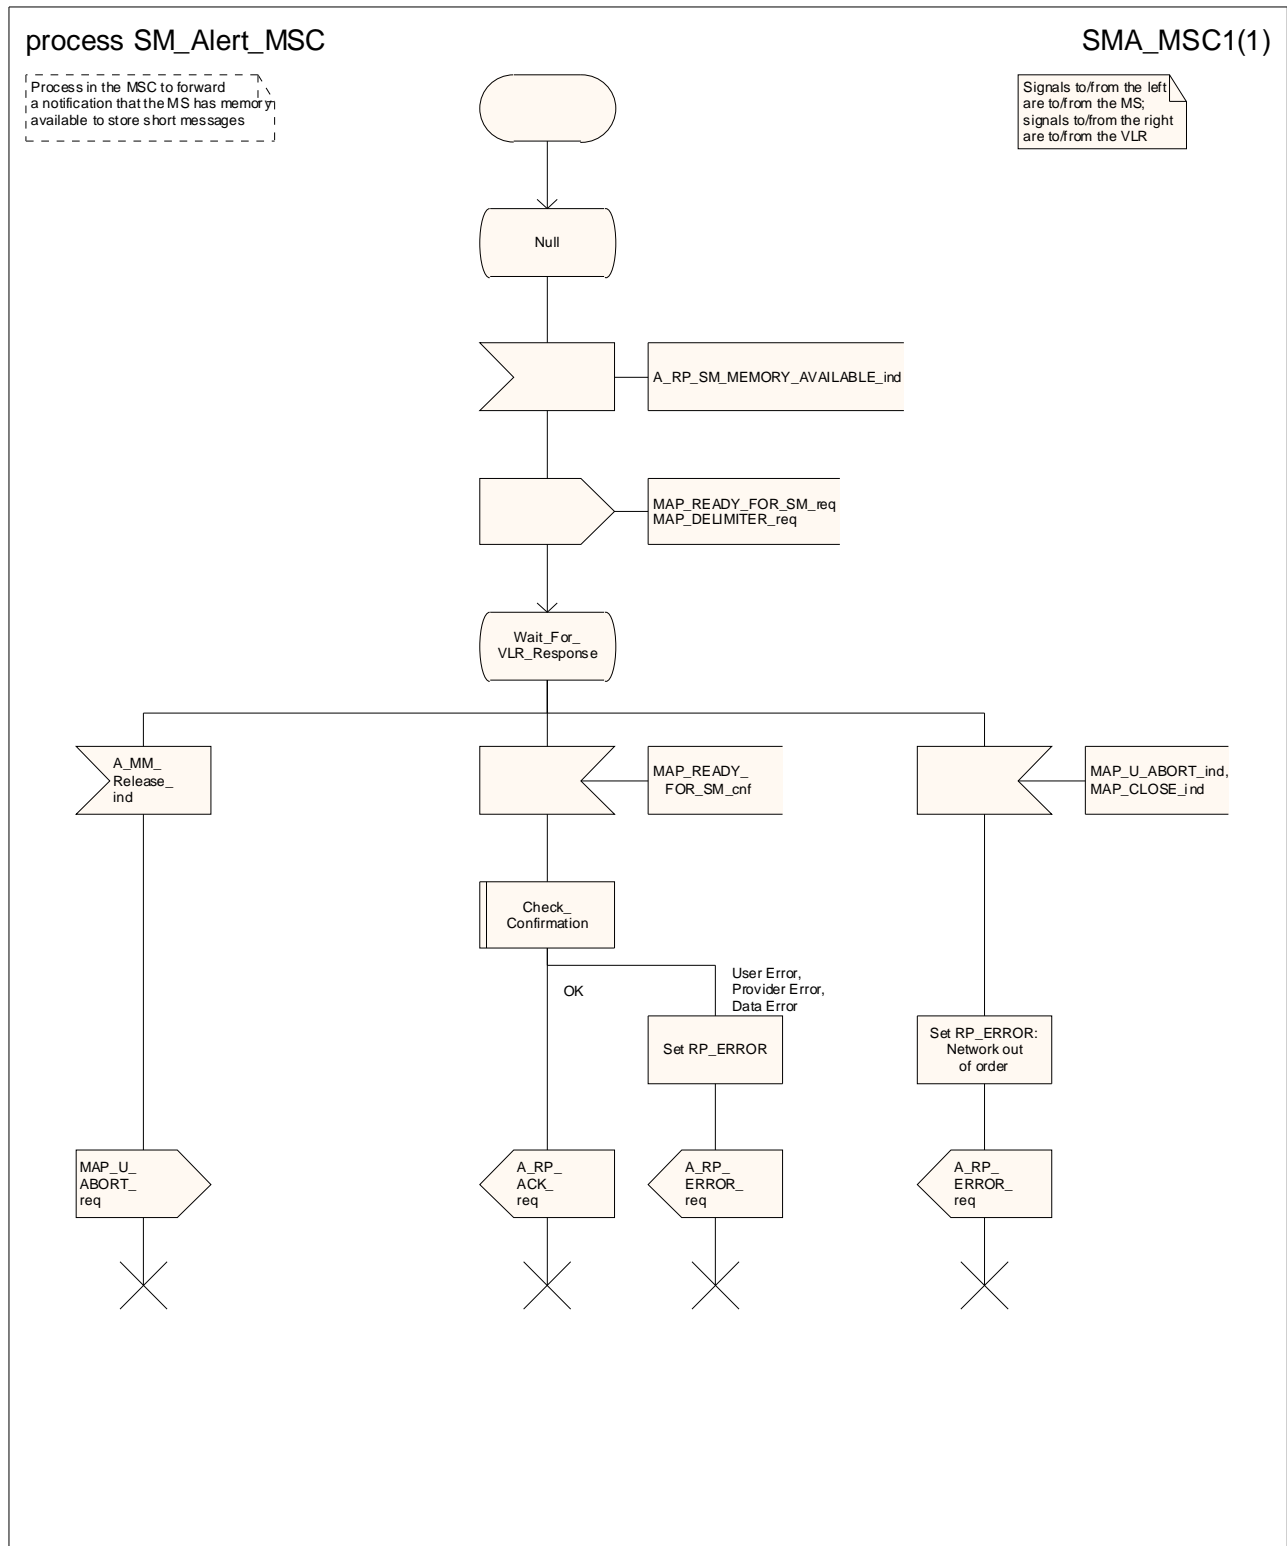 process SM_Alert_MSC
SMA_MSC1(1)
Process in the MSC to forward
a notification that the MS has memory
available to store short messages
Signals to/from the left
are to/from the MS;
signals to/from the right
are to/from the VLR
Null
A_RP_SM_MEMORY_AVAILABLE_ind
MAP_READY_FOR_SM_req
MAP_DELIMITER_req
Wait_For_
VLR_Response
A_MM_
Release_
ind
MAP_READY_
FOR_SM_cnf
MAP_U_ABORT_ind,
MAP_CLOSE_ind
Check_
Confirmation
OK
User Error,
Provider Error,
Data Error
Set RP_ERROR
Set RP_ERROR:
Network out
of order
MAP_U_
ABORT_
req
A_RP_
ACK_
req
A_RP_
ERROR_
req
A_RP_
ERROR_
req